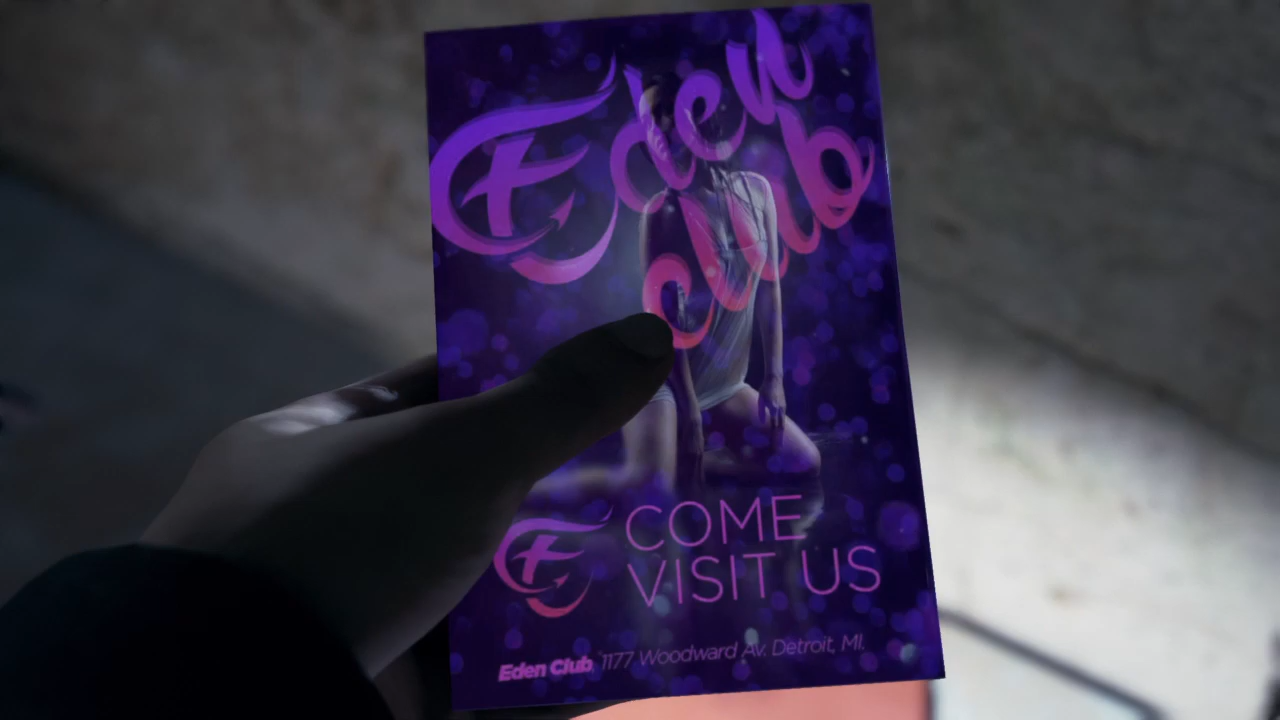 Eden
club
COME
VISIT US
Eden Club 1177 Woodward Av. Detroit, MI.